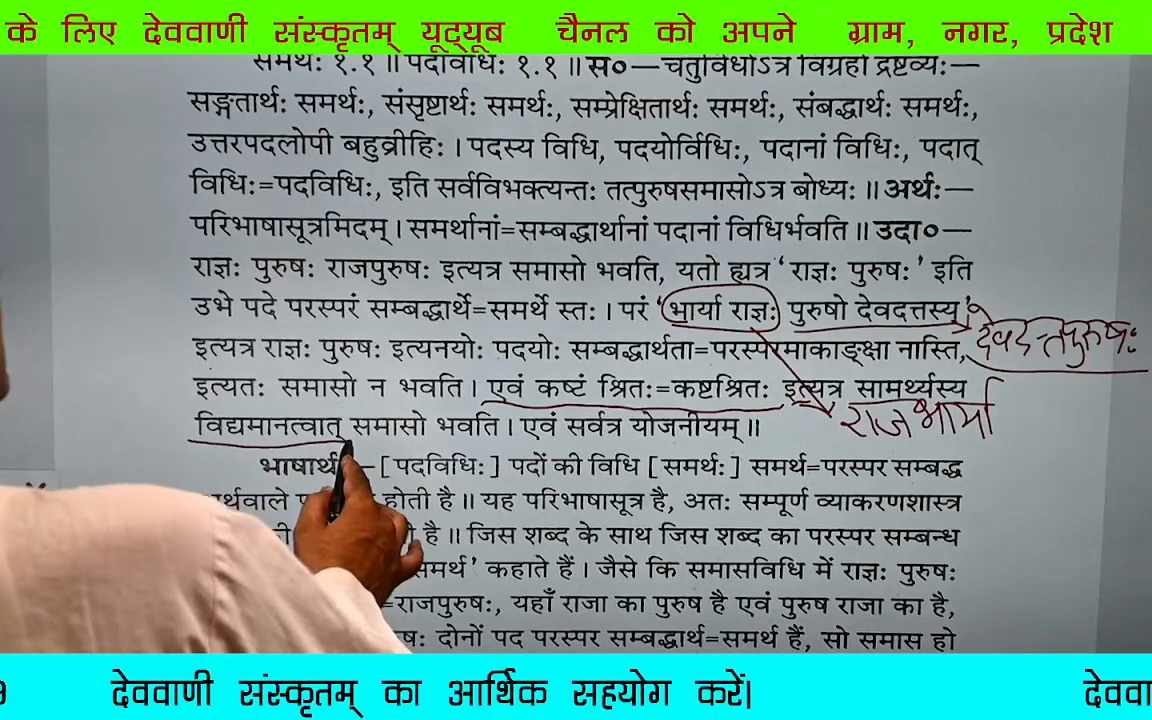 के लिए देववाणी संस्कृतम् यूट्यूब चैनल को अपने ग्राम, नगर, प्रदेश
समर्थः १.१ ॥ पदविधिः १.१ ॥ स०—चतुर्विधोऽत्र विग्रहो द्रष्टव्यः—
सङ्गतार्थः समर्थः, संसृष्टार्थः समर्थः, सम्प्रेक्षितार्थः समर्थः, संबद्धार्थः समर्थः,
उत्तरपदलोपी बहुव्रीहिः । पदस्य विधि, पदयोर्विधिः, पदानां विधिः, पदात्
विधिः=पदविधिः, इति सर्वविभक्त्यन्तः तत्पुरुषसमासोऽत्र बोध्यः ॥ अर्थः—
परिभाषासूत्रमिदम् । समर्थानां=सम्बद्धार्थानां पदानां विधिर्भवति ॥ उदा०—
राज्ञः पुरुषः राजपुरुषः इत्यत्र समासो भवति, यतो ह्यत्र ‘राज्ञः पुरुषः’ इति
उभे पदे परस्परं सम्बद्धार्थे=समर्थे स्तः । परं ‘भार्या राज्ञः पुरुषो देवदत्तस्य’
देवदत्तपुरुषः
इत्यत्र राज्ञः पुरुषः इत्यनयोः पदयोः सम्बद्धार्थता=परस्परमाकाङ्क्षा नास्ति,
इत्यतः समासो न भवति । एवं कष्टं श्रितः=कष्टश्रितः इत्यत्र सामर्थ्यस्य
राजभार्या
विद्यमानत्वात् समासो भवति । एवं सर्वत्र योजनीयम् ॥
भाषार्थ—[पदविधिः] पदों की विधि [समर्थः] समर्थ=परस्पर सम्बद्ध
होती है ॥ यह परिभाषासूत्र है, अतः सम्पूर्ण व्याकरणशास्त्र
है ॥ जिस शब्द के साथ जिस शब्द का परस्पर सम्बन्ध
समर्थ’ कहाते हैं । जैसे कि समासविधि में राज्ञः पुरुषः
=राजपुरुषः, यहाँ राजा का पुरुष है एवं पुरुष राजा का है,
दोनों पद परस्पर सम्बद्धार्थ=समर्थ हैं, सो समास हो
देववाणी संस्कृतम् का आर्थिक सहयोग करें।